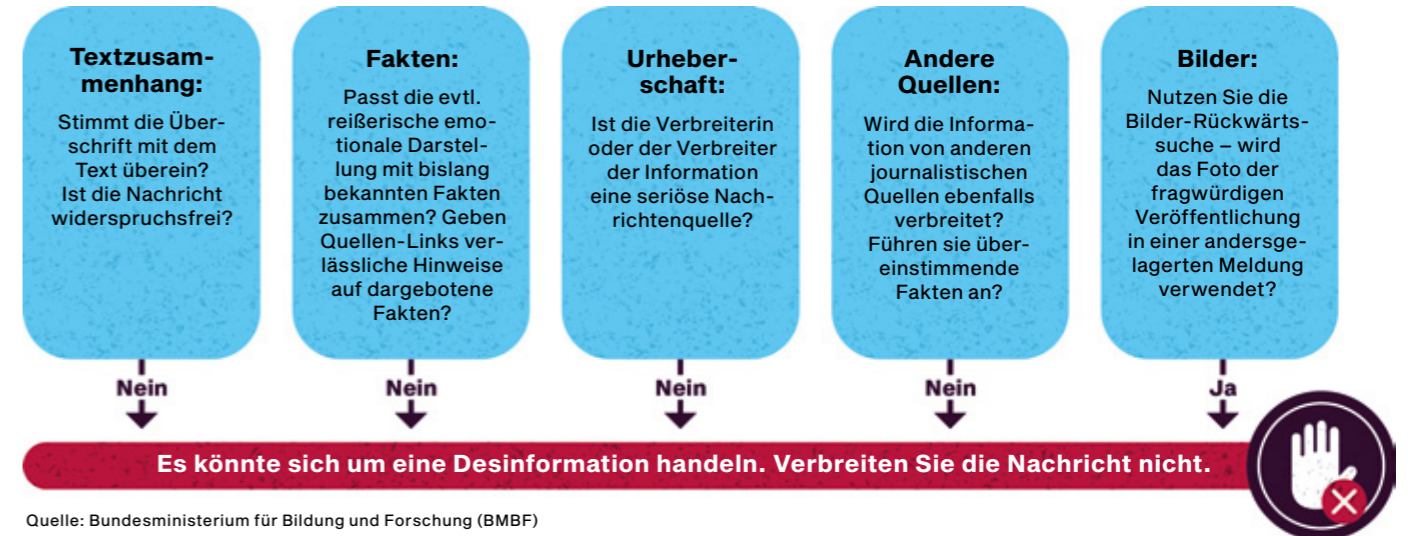 Textzusam-
menhang:
Stimmt die Über-
schrift mit dem
Text überein?
Ist die Nachricht
widerspruchsfrei?
Fakten:
Passt die evtl.
reißerische emo-
tionale Darstel-
lung mit bislang
bekannten Fakten
zusammen? Geben
Quellen-Links ver-
lässliche Hinweise
auf dargebotene
Fakten?
Urheber-
schaft:
Ist die Verbreiterin
oder der Verbreiter
der Information
eine seriöse Nach-
richtenquelle?
Andere
Quellen:
Wird die Informa-
tion von anderen
journalistischen
Quellen ebenfalls
verbreitet?
Führen sie über-
einstimmende
Fakten an?
Bilder:
Nutzen Sie die
Bilder-Rückwärts-
suche – wird
das Foto der
fragwürdigen
Veröffentlichung
in einer andersge-
lagerten Meldung
verwendet?
Nein
Nein
Nein
Nein
Ja
Es könnte sich um eine Desinformation handeln. Verbreiten Sie die Nachricht nicht.
Quelle: Bundesministerium für Bildung und Forschung (BMBF)